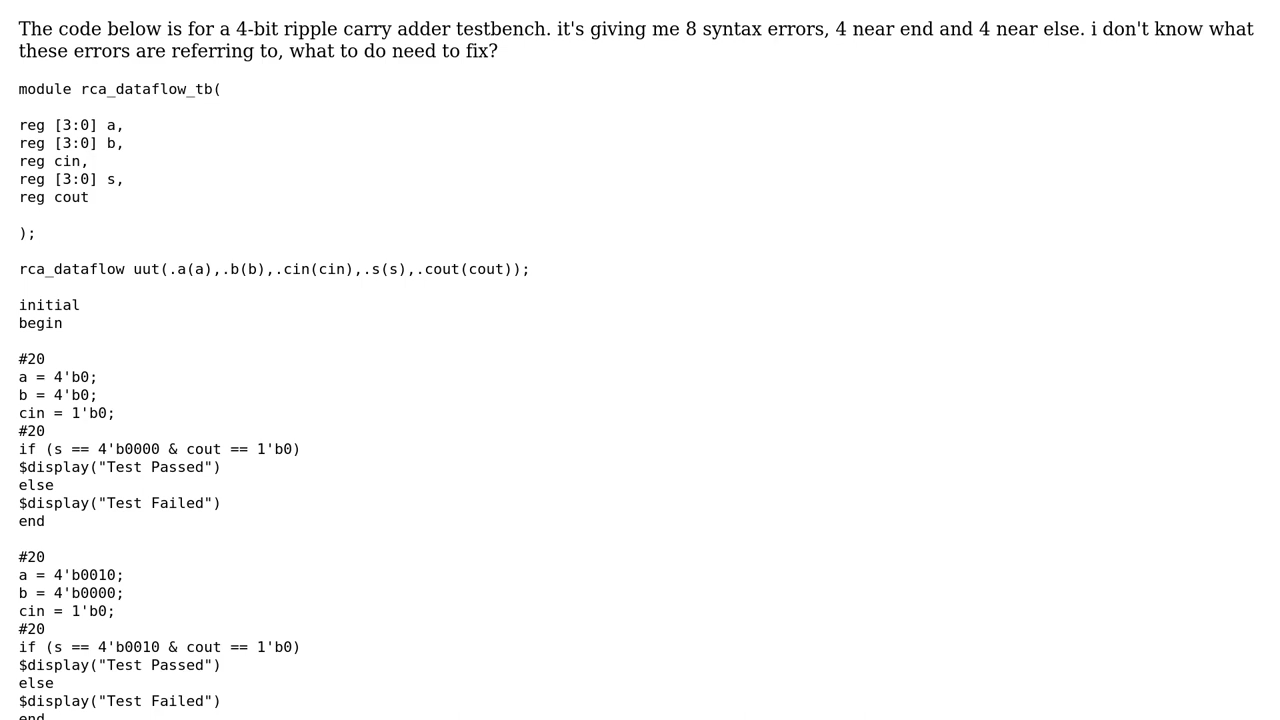 The code below is for a 4-bit ripple carry adder testbench. it's giving me 8 syntax errors, 4 near end and 4 near else. i don't know what
these errors are referring to, what to do need to fix?
module rca_dataflow_tb(
reg [3:0] a,
reg [3:0] b,
reg cin,
reg [3:0] s,
reg cout
);
rca_dataflow uut(.a(a),.b(b),.cin(cin),.s(s),.cout(cout));
initial
begin
#20
a = 4'b0;
b = 4'b0;
cin = 1'b0;
#20
if (s == 4'b0000 & cout == 1'b0)
$display("Test Passed")
else
$display("Test Failed")
end
#20
a = 4'b0010;
b = 4'b0000;
cin = 1'b0;
#20
if (s == 4'b0010 & cout == 1'b0)
$display("Test Passed")
else
$display("Test Failed")
end